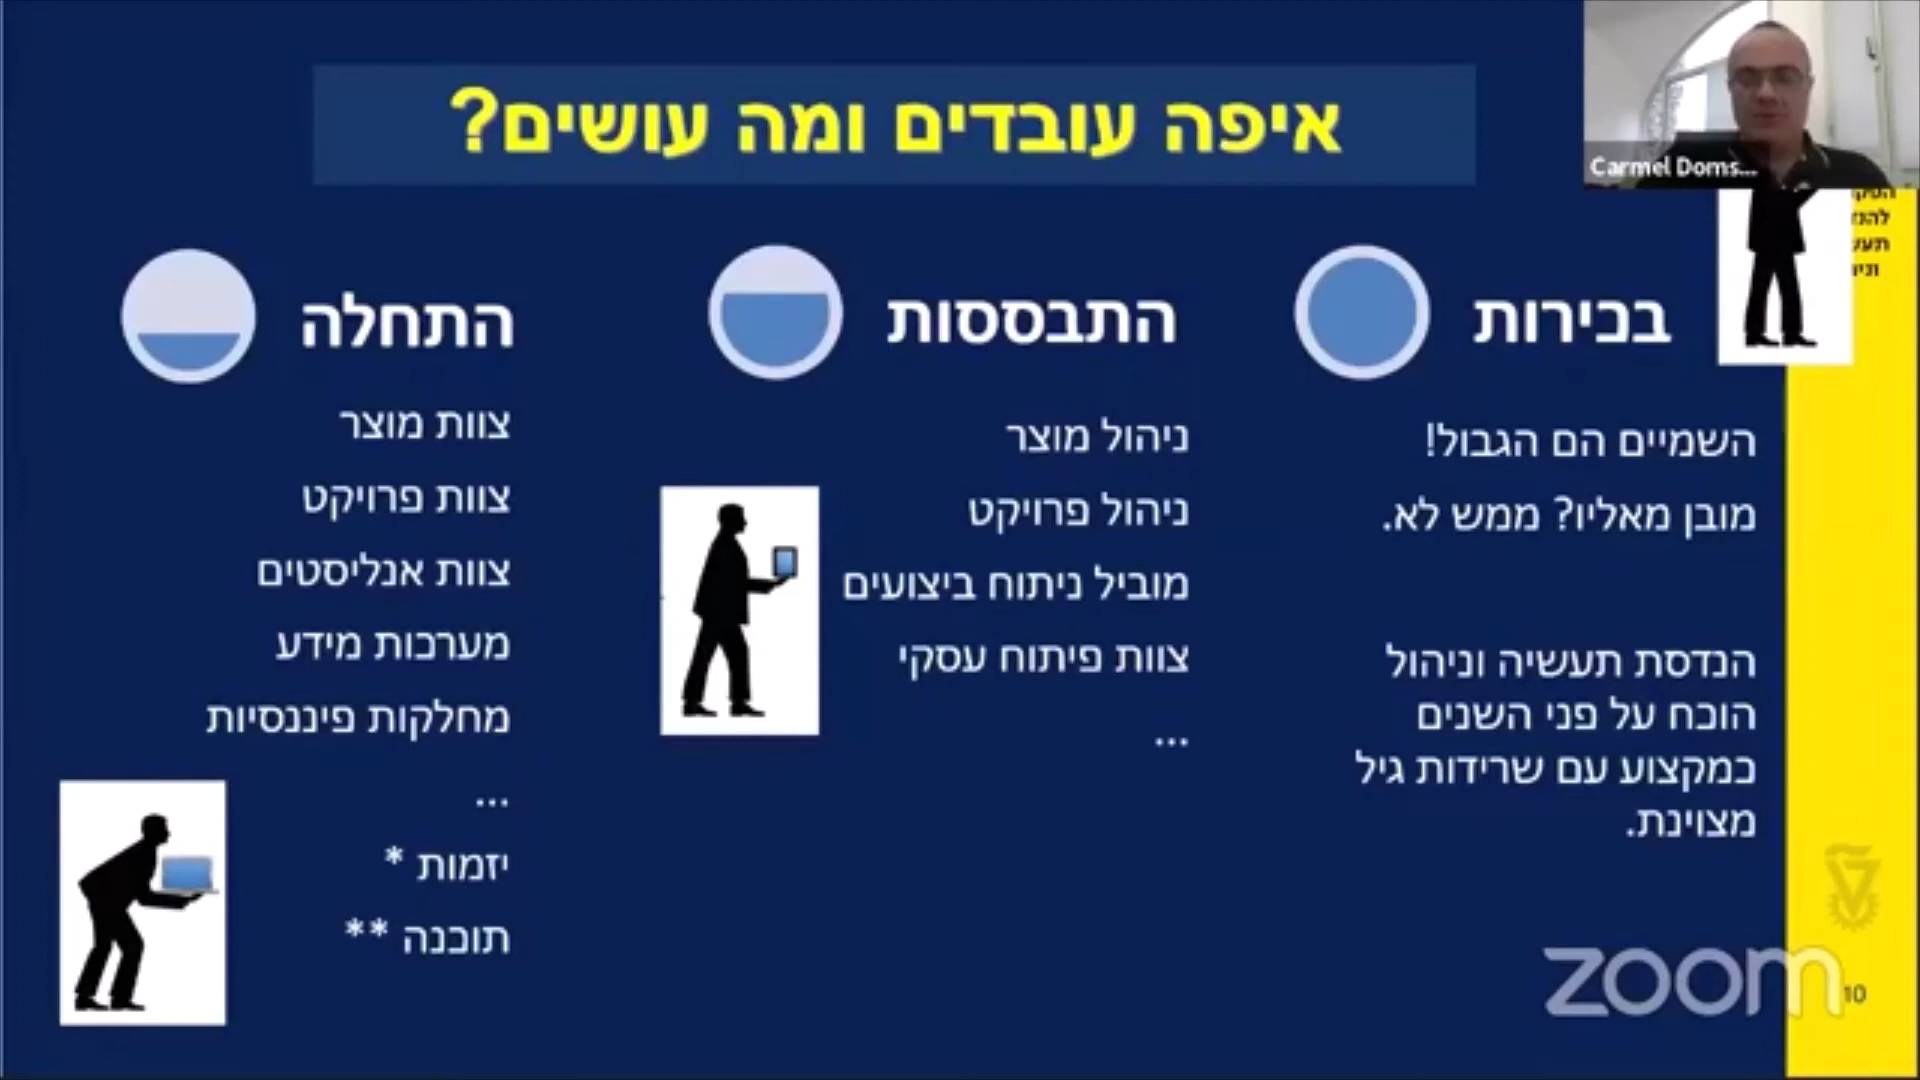 איפה עובדים ומה עושים?
Carmel Doms...
בכירות
השמיים הם הגבול!
מובן מאליו? ממש לא.
הנדסת תעשיה וניהול
הוכח על פני השנים
כמקצוע עם שרידות גיל
מצוינת.
התבססות
ניהול מוצר
ניהול פרויקט
מוביל ניתוח ביצועים
צוות פיתוח עסקי
...
התחלה
צוות מוצר
צוות פרויקט
צוות אנליסטים
מערכות מידע
מחלקות פיננסיות
...
יזמות *
תוכנה **
zoom
10